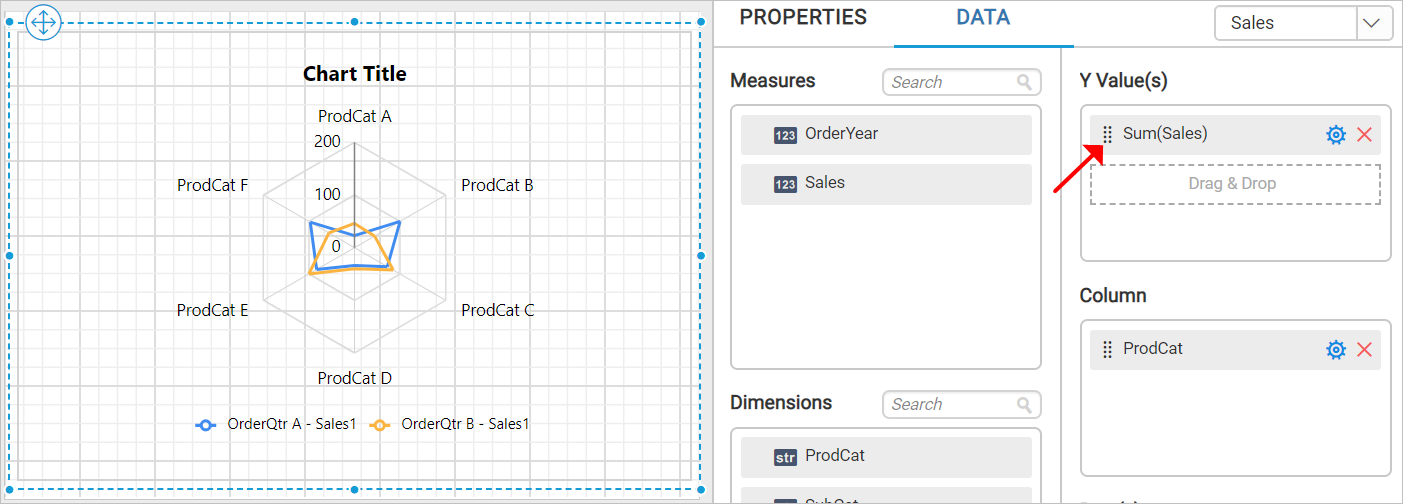 PROPERTIES
DATA
Sales
Chart Title
ProdCat A
200
ProdCat F
ProdCat B
100
0
ProdCat E
ProdCat C
ProdCat D
OrderQtr A - Sales1
OrderQtr B - Sales1
Measures
Search
123 OrderYear
123 Sales
Dimensions
Search
str ProdCat
SubCat
Y Value(s)
Sum(Sales)
Drag & Drop
Column
ProdCat